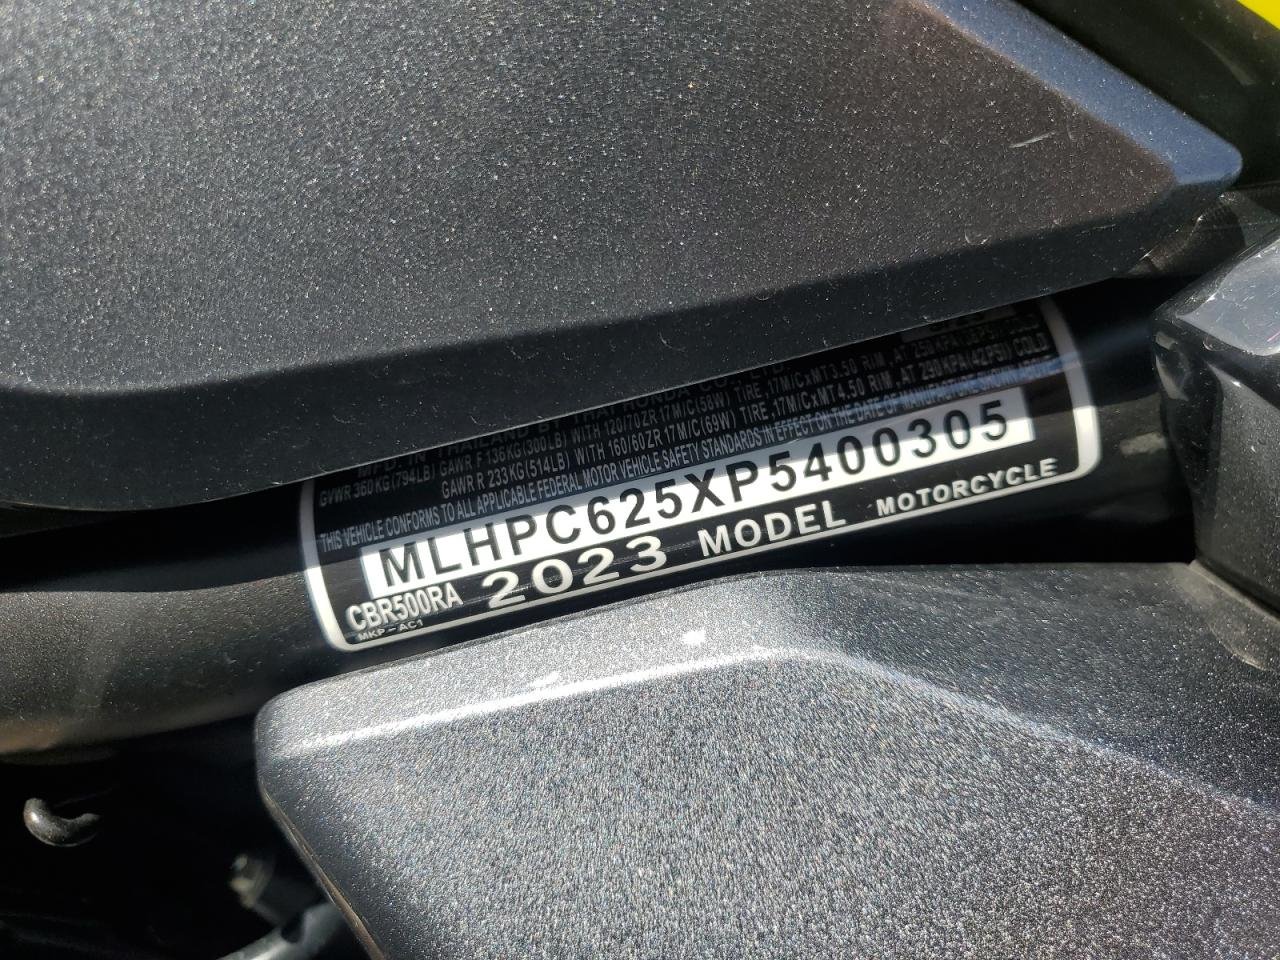 MFD. IN THAILAND BY THAI HONDA CO., LTD.
GVWR 360KG(794LB) GAWR F 136KG(300LB) WITH 120/70ZR 17M/C(58W) TIRE ,17M/CxMT3.50 RIM ,AT 250KPA(36PSI) COLD
GAWR R 233KG(514LB) WITH 160/60ZR 17M/C(69W) TIRE ,17M/CxMT4.50 RIM ,AT 290KPA(42PSI) COLD
THIS VEHICLE CONFORMS TO ALL APPLICABLE FEDERAL MOTOR VEHICLE SAFETY STANDARDS IN EFFECT ON THE DATE OF MANUFACTURE SHOWN ABOVE
MLHPC625XP5400305
CBR500RA 2023 MODEL MOTORCYCLE
MKP-AC1